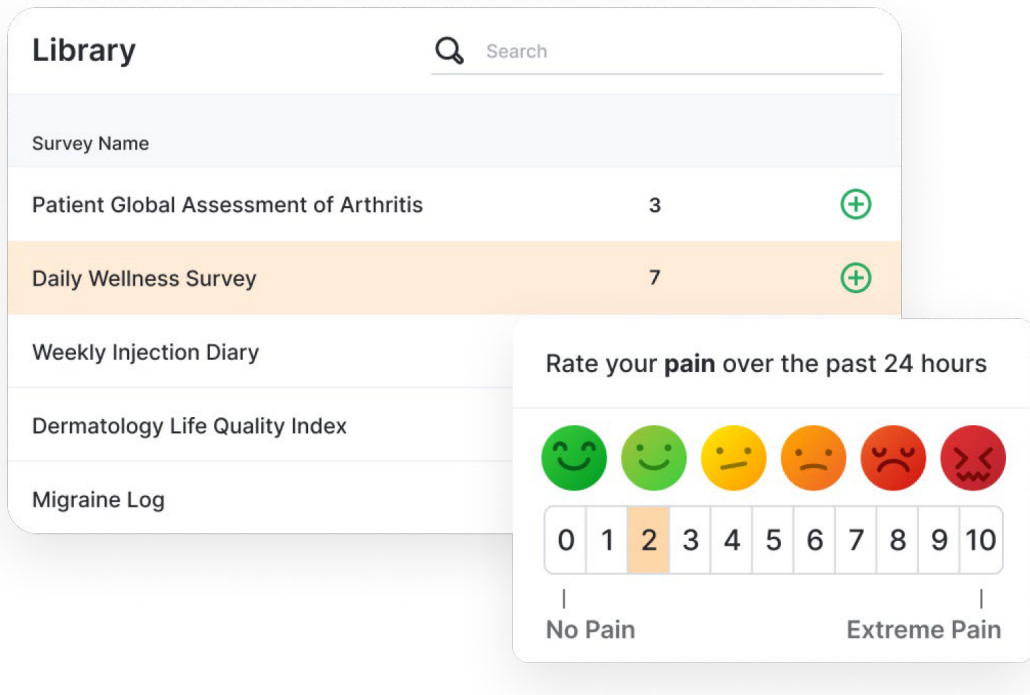 Library
Search
Survey Name
Patient Global Assessment of Arthritis 3
Daily Wellness Survey 7
Weekly Injection Diary
Dermatology Life Quality Index
Migraine Log
Rate your pain over the past 24 hours
0 1 2 3 4 5 6 7 8 9 10
No Pain Extreme Pain